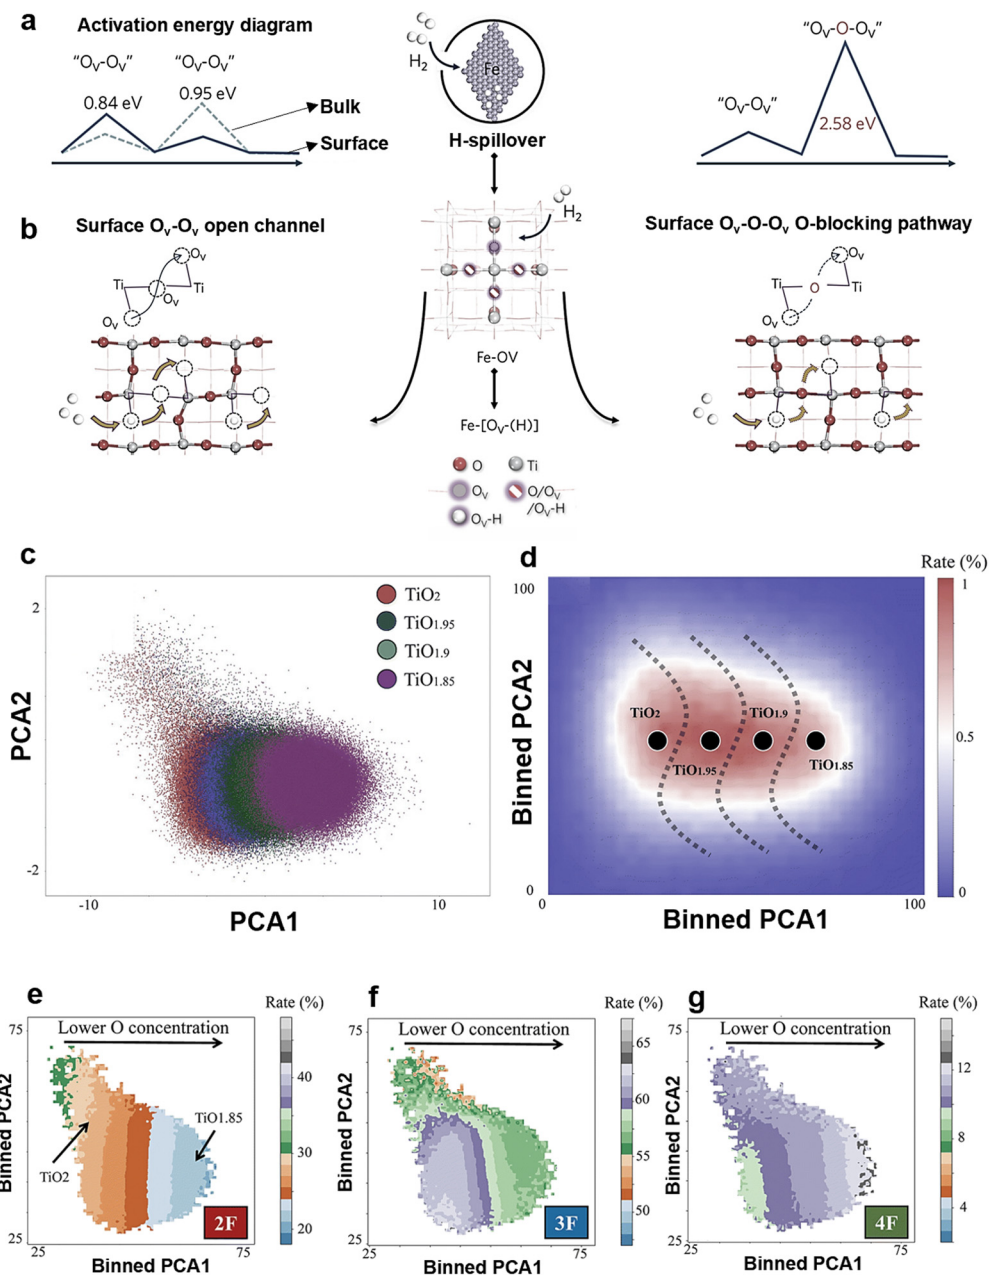 a
Activation energy diagram
“Oᵥ-Oᵥ”
“Oᵥ-Oᵥ”
0.84 eV
0.95 eV
Bulk
Surface
H₂
Fe
H-spillover
“Oᵥ-O-Oᵥ”
“Oᵥ-Oᵥ”
2.58 eV
b
Surface Oᵥ-Oᵥ open channel
Oᵥ
Ti
Ti
Oᵥ
Oᵥ
H₂
Fe-OV
Fe-[Oᵥ-(H)]
O
Ti
Oᵥ
O/Oᵥ
/Oᵥ-H
Oᵥ-H
Surface Oᵥ-O-Oᵥ O-blocking pathway
Oᵥ
Ti
O
Ti
Oᵥ
c
2
-2
PCA2
-10
10
PCA1
TiO₂
TiO₁.₉₅
TiO₁.₉
TiO₁.₈₅
d
Rate (%)
100
0
Binned PCA2
TiO₂
TiO₁.₉
TiO₁.₉₅
TiO₁.₈₅
0
100
Binned PCA1
1
0.5
0
e
Rate (%)
75
25
Binned PCA2
Lower O concentration
TiO2
TiO1.85
2F
25
75
Binned PCA1
40
30
20
f
Rate (%)
75
25
Binned PCA2
Lower O concentration
3F
25
75
Binned PCA1
65
60
55
50
g
Rate (%)
75
25
Binned PCA2
Lower O concentration
4F
25
75
Binned PCA1
12
8
4